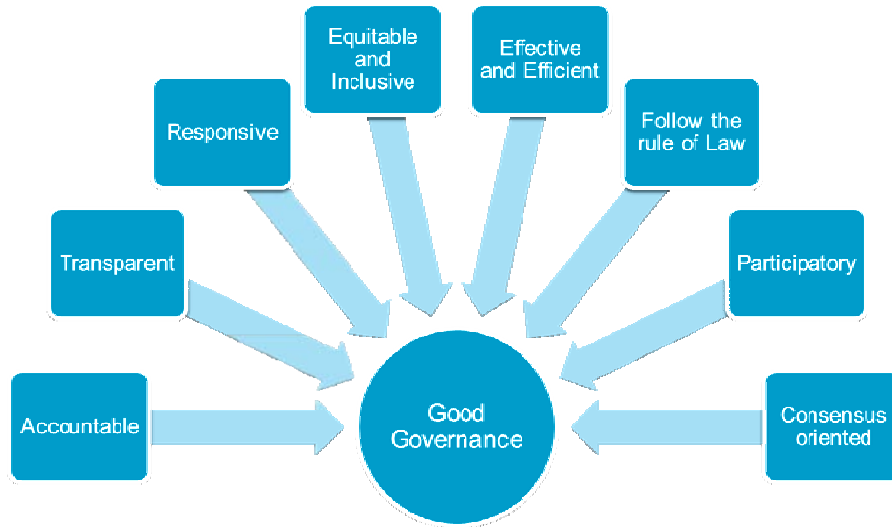 Equitable
and
Inclusive
Effective
and Efficient
Responsive
Follow the
rule of Law
Transparent
Participatory
Accountable
Good
Governance
Consensus
oriented